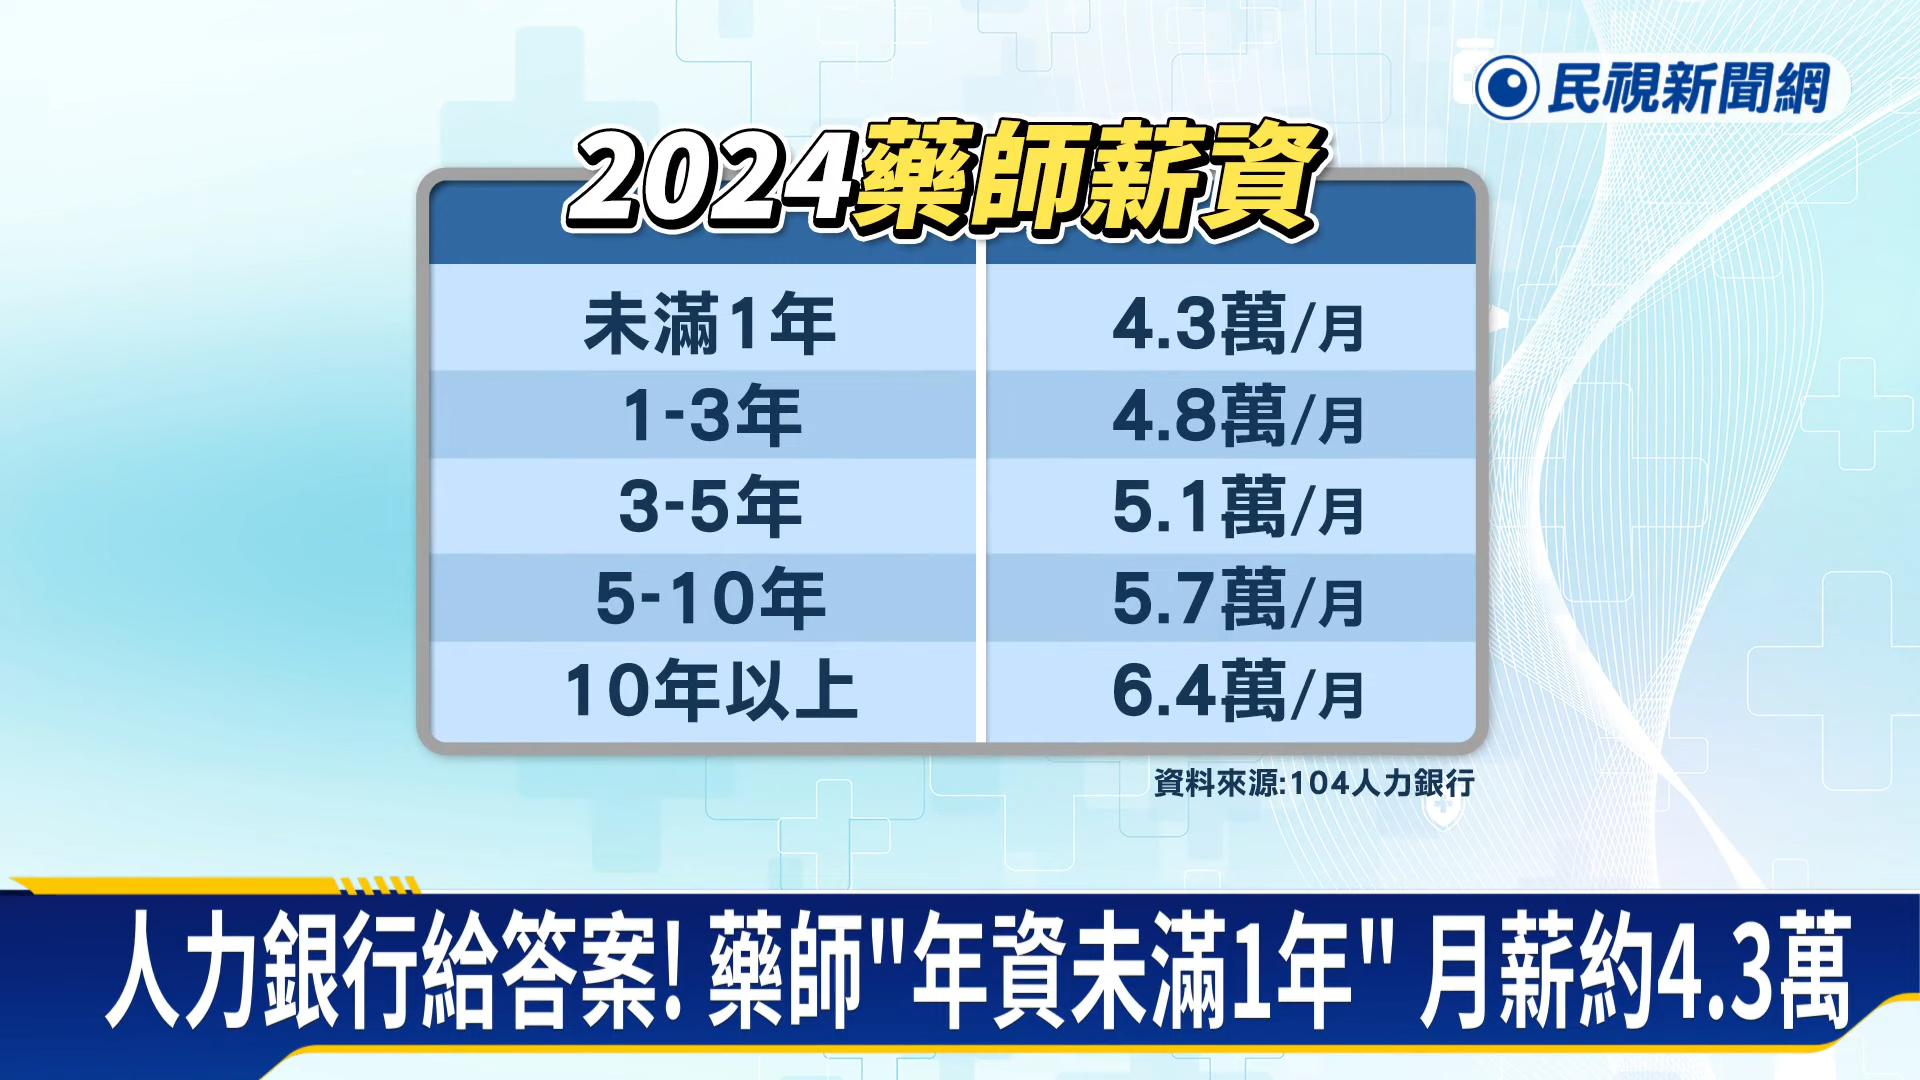 民視新聞網
2024藥師薪資
未滿1年 4.3萬/月
1-3年 4.8萬/月
3-5年 5.1萬/月
5-10年 5.7萬/月
10年以上 6.4萬/月
資料來源:104人力銀行
人力銀行給答案! 藥師"年資未滿1年" 月薪約4.3萬